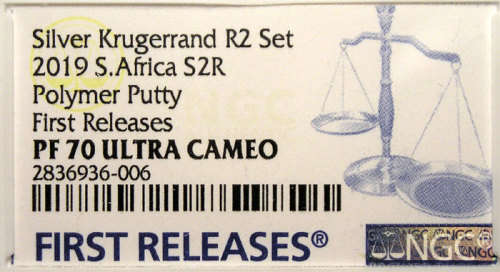 Silver Krugerrand R2 Set
2019 S.Africa S2R
Polymer Putty
First Releases
PF 70 ULTRA CAMEO
2836936-006
FIRST RELEASES®
NGC